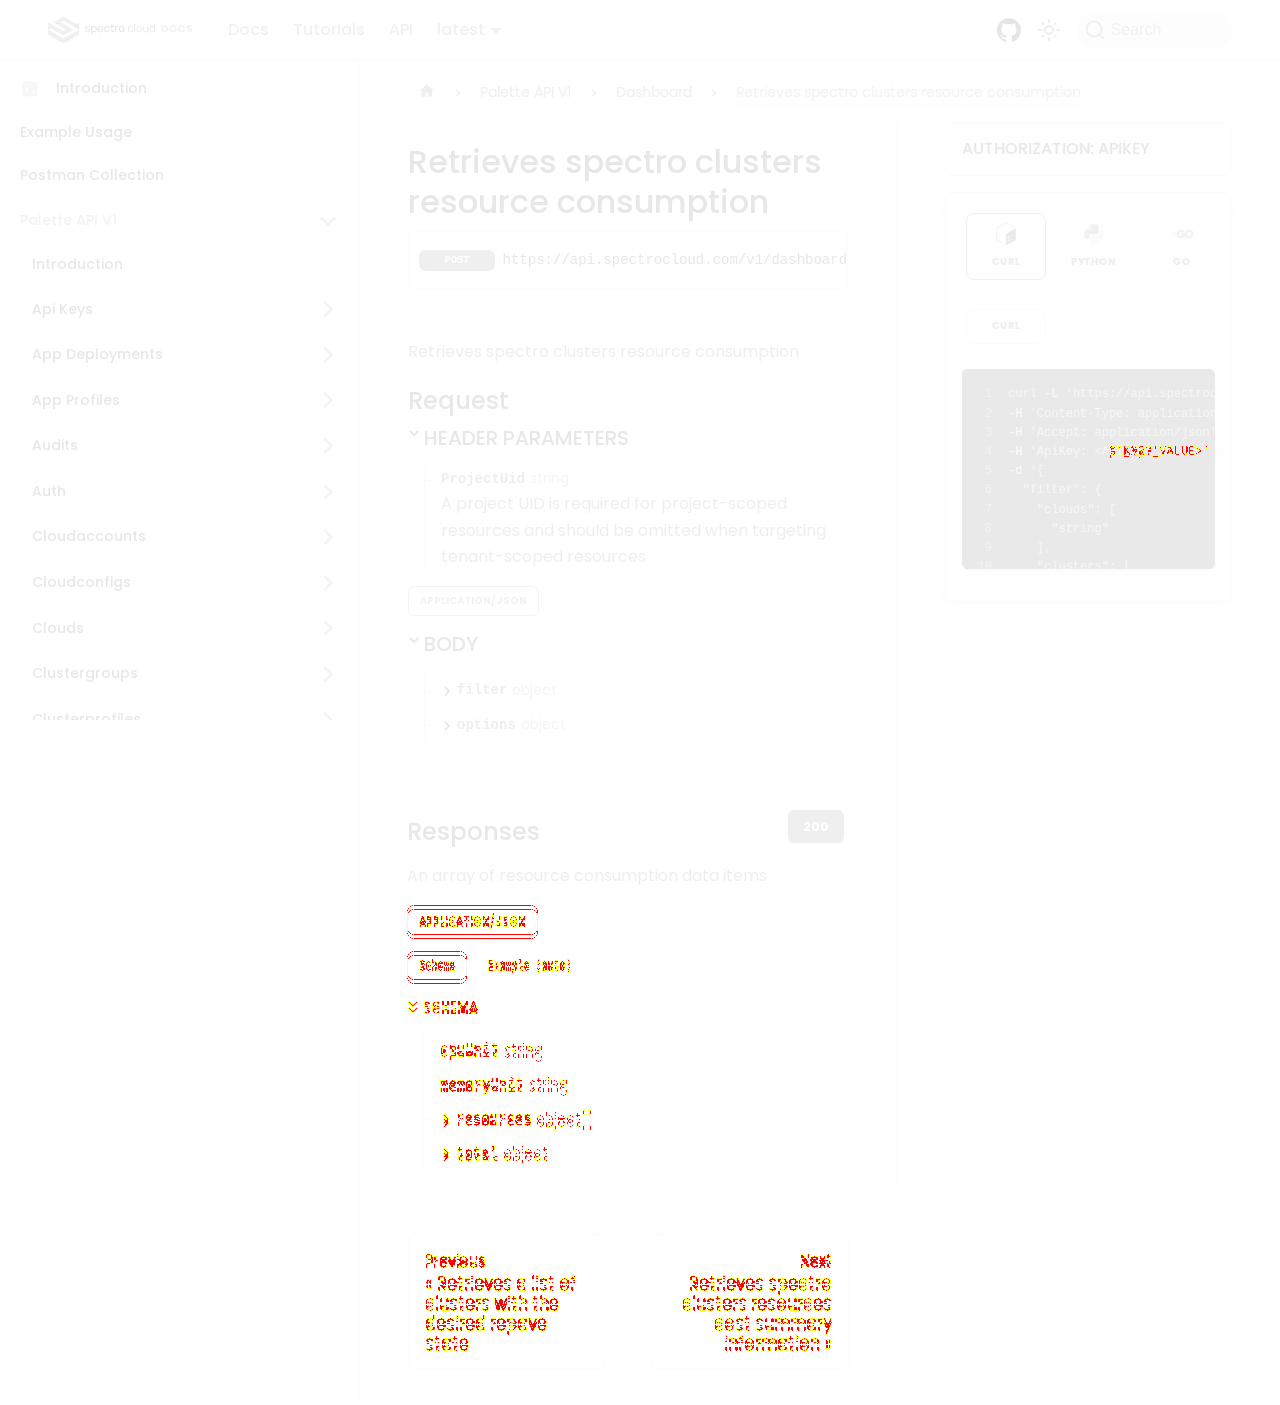 spectro cloud DOCS
Docs
Tutorials
API
latest
Search
Introduction
Example Usage
Postman Collection
Palette API V1
Introduction
Api Keys
App Deployments
App Profiles
Audits
Auth
Cloudaccounts
Cloudconfigs
Clouds
Clustergroups
Clusterprofiles
Palette API V1
Dashboard
Retrieves spectro clusters resource consumption
Retrieves spectro clusters
resource consumption
POST
https://api.spectrocloud.com/v1/dashboard
Retrieves spectro clusters resource consumption
Request
HEADER PARAMETERS
ProjectUid string
A project UID is required for project-scoped
resources and should be omitted when targeting
tenant-scoped resources
APPLICATION/JSON
BODY
filter object
options object
Responses
200
An array of resource consumption data items
APPLICATION/JSON
Schema
Example (auto)
SCHEMA
cpuUnit string
memoryUnit string
resources object[]
total object
Previous
« Retrieves a list of
clusters with the
desired repave
state
Next
Retrieves spectro
clusters resources
cost summary
information »
AUTHORIZATION: APIKEY
CURL
PYTHON
-GO
GO
CURL
1 curl -L 'https://api.spectroc
2 -H 'Content-Type: application
3 -H 'Accept: application/json'
4 -H 'ApiKey:
5 -d '{
6 "filter": {
7 "clouds": [
8 "string"
9 ],
10 "clusters": [